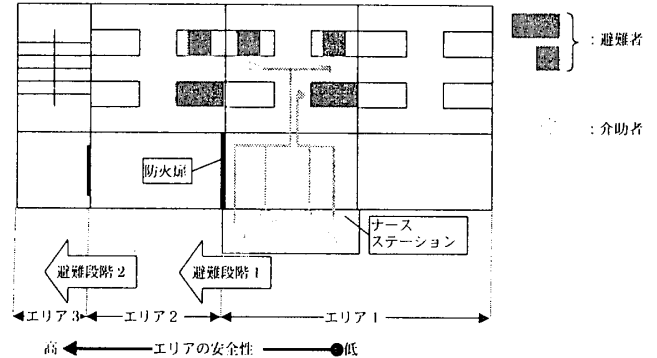 ：避難者
：介助者
防火扉
ナース
ステーション
避難段階2
避難段階1
エリア3
エリア2
エリア1
高
エリアの安全性
低